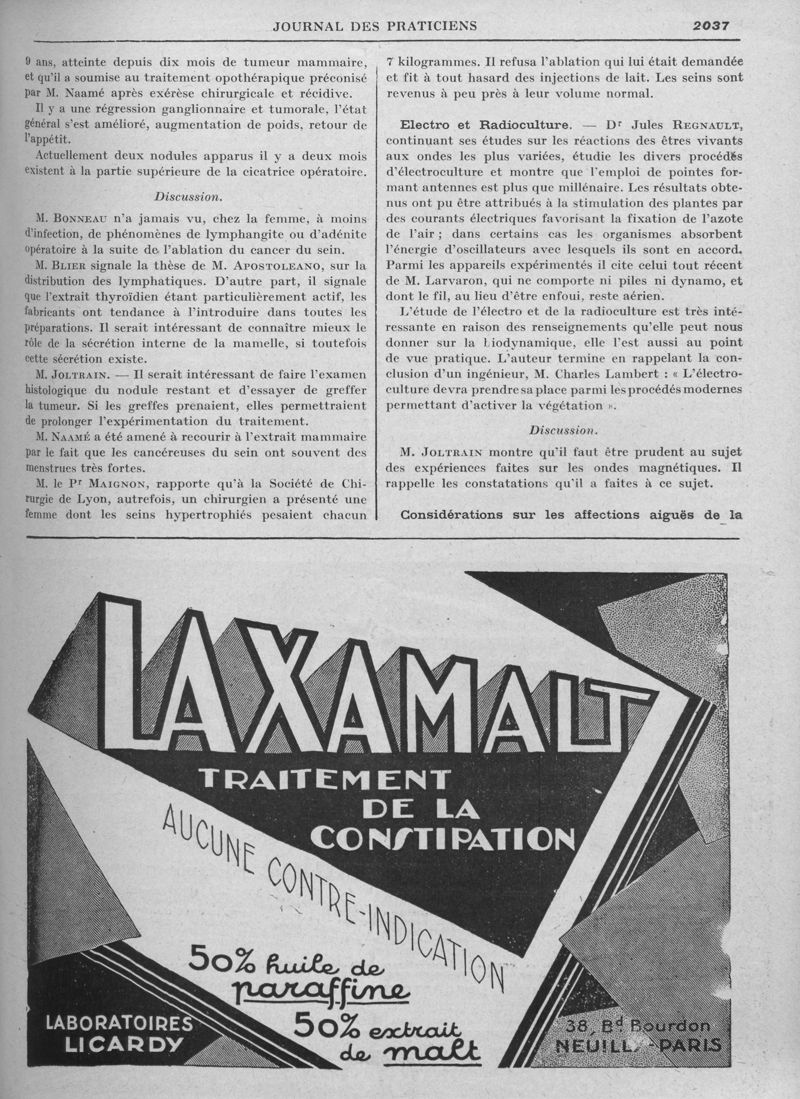 JOURNAL DES PRATICIENS 2037
9 ans, atteinte depuis dix mois de tumeur mammaire,
et qu'il a soumise au traitement opothérapique préconisé
par M. Naamé après exérèse chirurgicale et récidive.
Il y a une régression ganglionnaire et tumorale, l'état
général s'est amélioré, augmentation de poids, retour de
l'appétit.
Actuellement deux nodules apparus il y a deux mois
existent à la partie supérieure de la cicatrice opératoire.
Discussion.
M. BONNEAU n'a jamais vu, chez la femme, à moins
d'infection, de phénomènes de lymphangite ou d'adénite
opératoire à la suite de l'ablation du cancer du sein.
M. BLIER signale la thèse de M. APOSTOLEANO, sur la
distribution des lymphatiques. D'autre part, il signale
que l'extrait thyroïdien étant particulièrement actif, les
fabricants ont tendance à l'introduire dans toutes les
préparations. Il serait intéressant de connaître mieux le
rôle de la sécrétion interne de la mamelle, si toutefois
cette sécrétion existe.
M. JOLTRAIN. — Il serait intéressant de faire l'examen
histologique du nodule restant et d'essayer de greffer
la tumeur. Si les greffes prenaient, elles permettraient
de prolonger l'expérimentation du traitement.
M. NAAMÉ a été amené à recourir à l'extrait mammaire
par le fait que les cancéreuses du sein ont souvent des
menstrues très fortes.
M. le Pr MAIGNON, rapporte qu'à la Société de Chi-
rurgie de Lyon, autrefois, un chirurgien a présenté une
femme dont les seins hypertrophiés pesaient chacun
7 kilogrammes. Il refusa l'ablation qui lui était demandée
et fit à tout hasard des injections de lait. Les seins sont
revenus à peu près à leur volume normal.
Electro et Radioculture. — Dr Jules REGNAULT,
continuant ses études sur les réactions des êtres vivants
aux ondes les plus variées, étudie les divers procédés
d'électroculture et montre que l'emploi de pointes for-
mant antennes est plus que millénaire. Les résultats obte-
nus ont pu être attribués à la stimulation des plantes par
des courants électriques favorisant la fixation de l'azote
de l'air ; dans certains cas les organismes absorbent
l'énergie d'oscillateurs avec lesquels ils sont en accord.
Parmi les appareils expérimentés il cite celui tout récent
de M. Larvaron, qui ne comporte ni piles ni dynamo, et
dont le fil, au lieu d'être enfoui, reste aérien.
L'étude de l'électro et de la radioculture est très inté-
ressante en raison des renseignements qu'elle peut nous
donner sur la biodynamique, elle l'est aussi au point
de vue pratique. L'auteur termine en rappelant la con-
clusion d'un ingénieur, M. Charles Lambert : « L'électro-
culture devra prendre sa place parmi les procédés modernes
permettant d'activer la végétation ».
Discussion.
M. JOLTRAIN montre qu'il faut être prudent au sujet
des expériences faites sur les ondes magnétiques. Il
rappelle les constatations qu'il a faites à ce sujet.
Considérations sur les affections aiguës de la
LAXAMALT
TRAITEMENT
DE LA
CONSTIPATION
AUCUNE CONTRE-INDICATION
50% huile de
paraffine
50% extrait
de malt
LABORATOIRES
LICARDY
38, Bd Bourdon
NEUILLY-PARIS